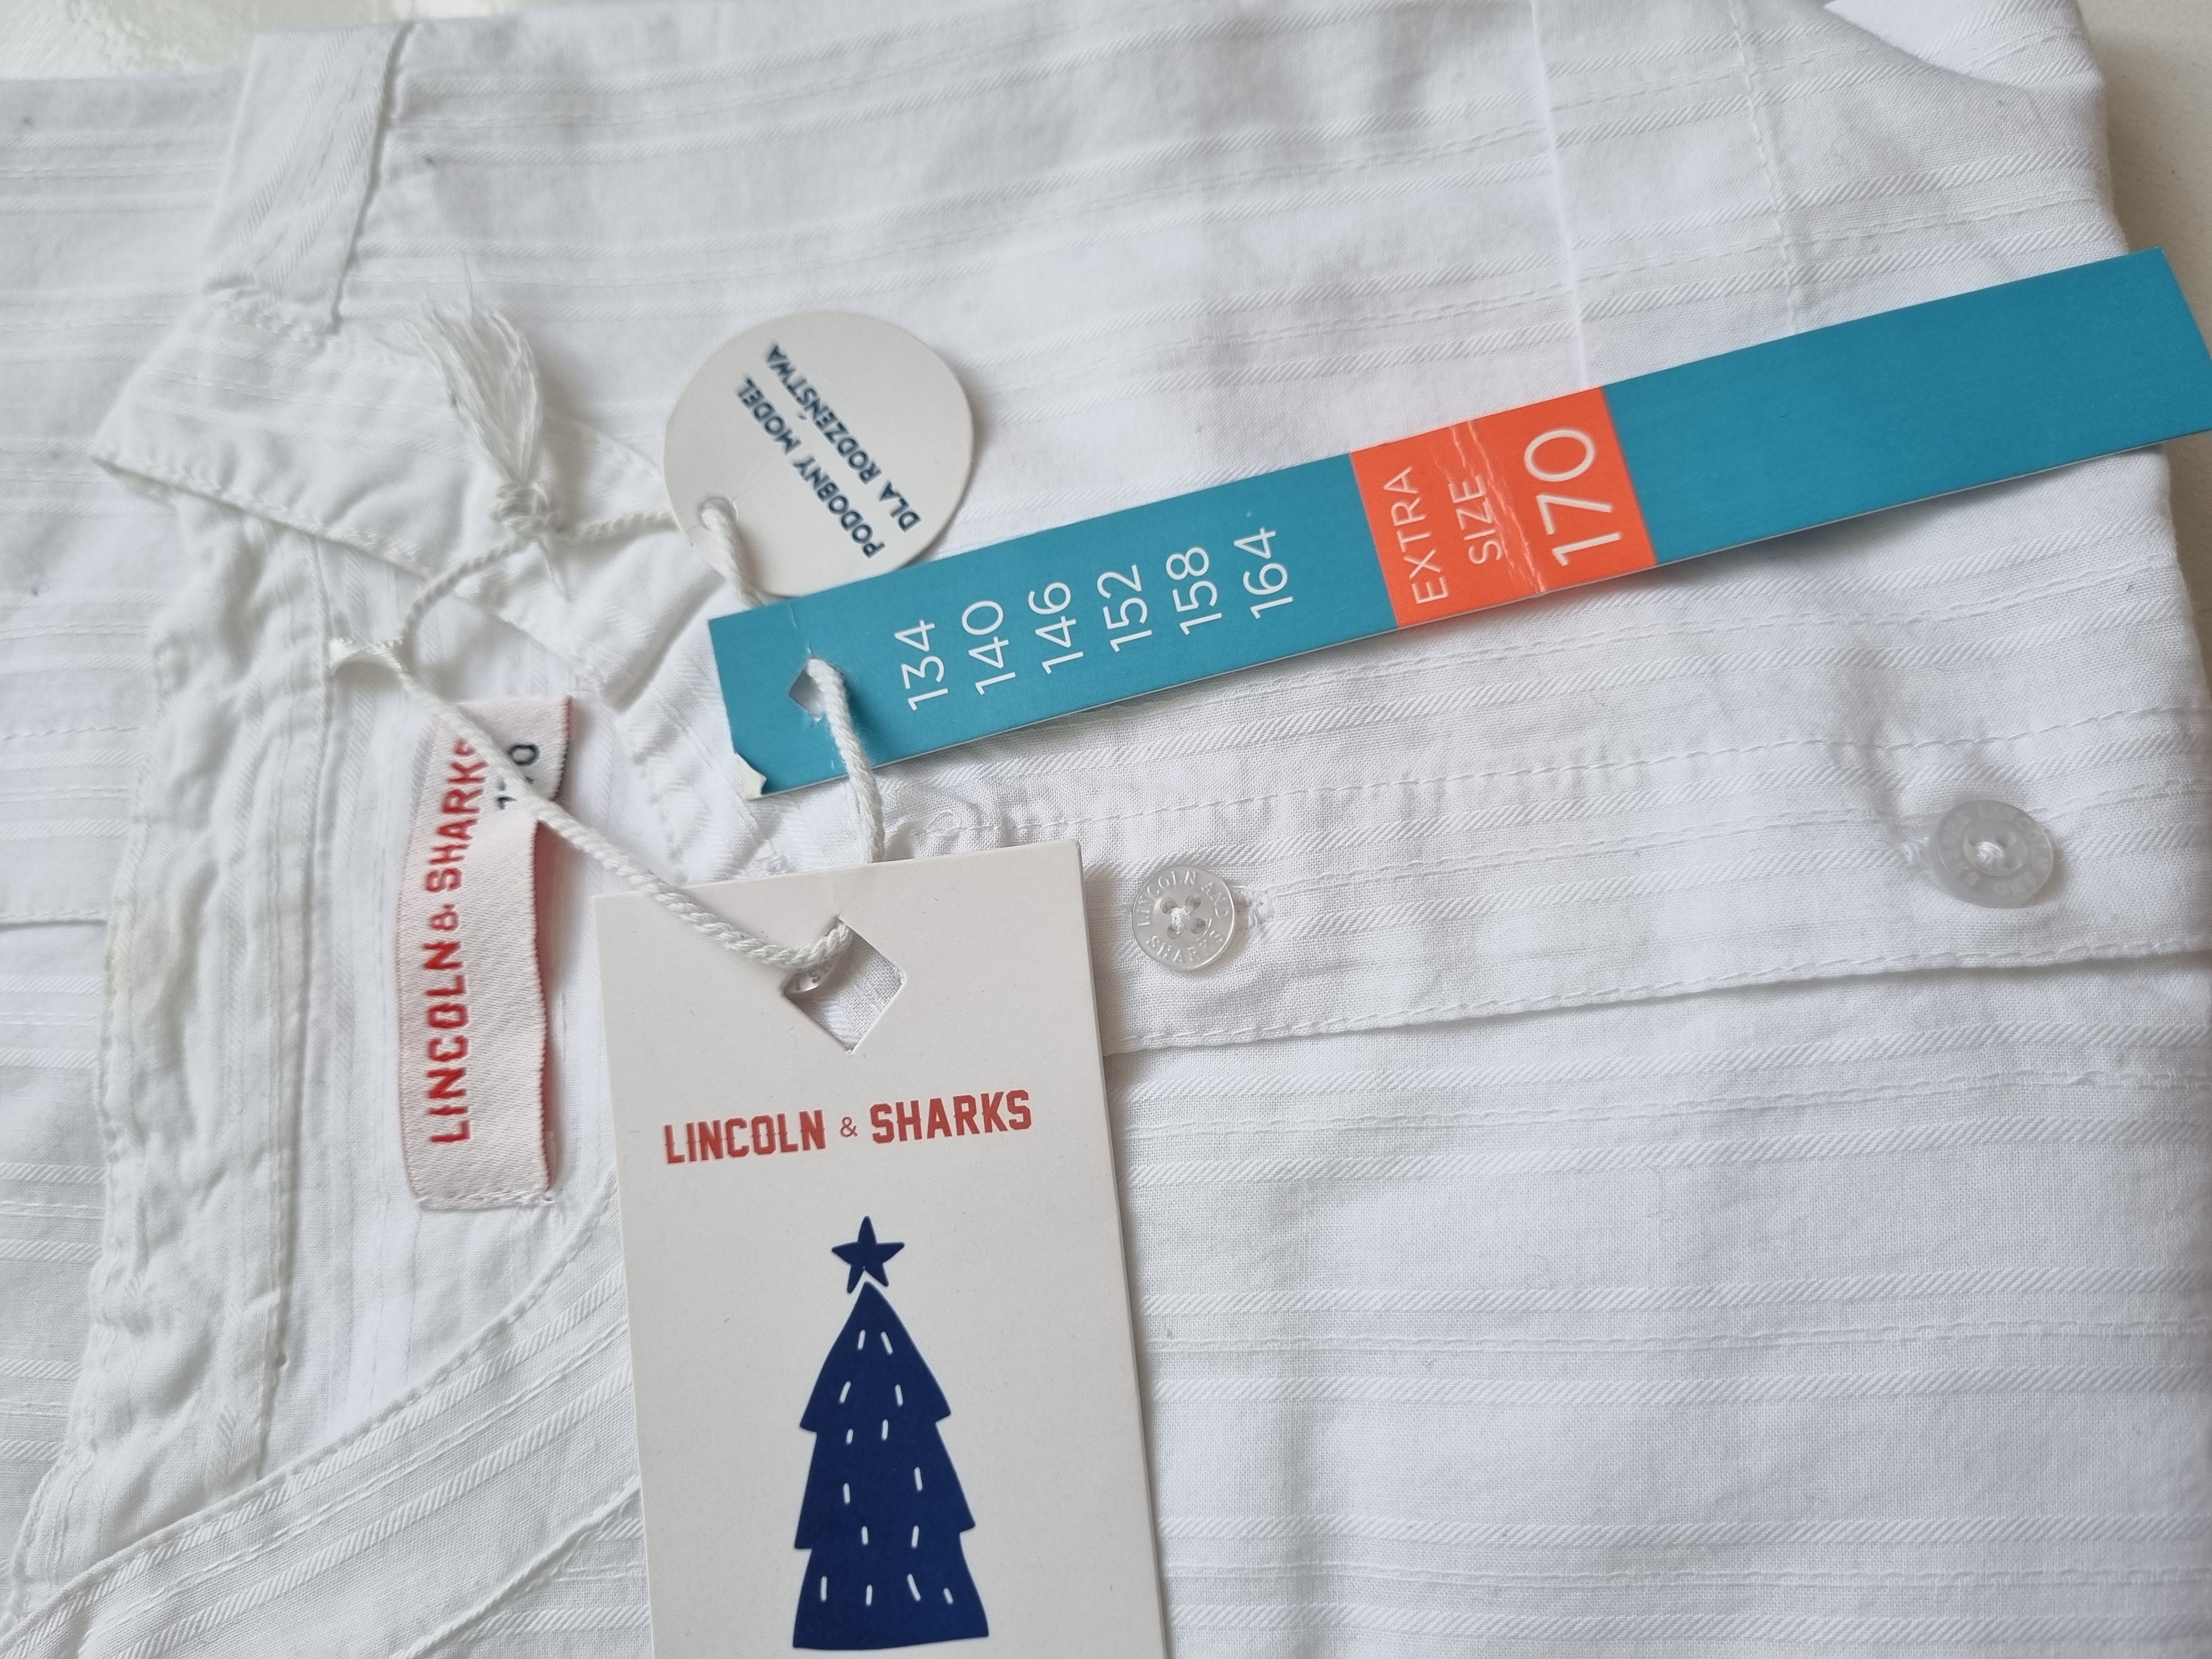 PODOBNY MODEL
DLA RODZEŃSTWA
134
140
146
152
158
164
EXTRA
SIZE
170
LINCOLN & SHARKS
LINCOLN & SHARKS
LINCOLN AND
SHARKS